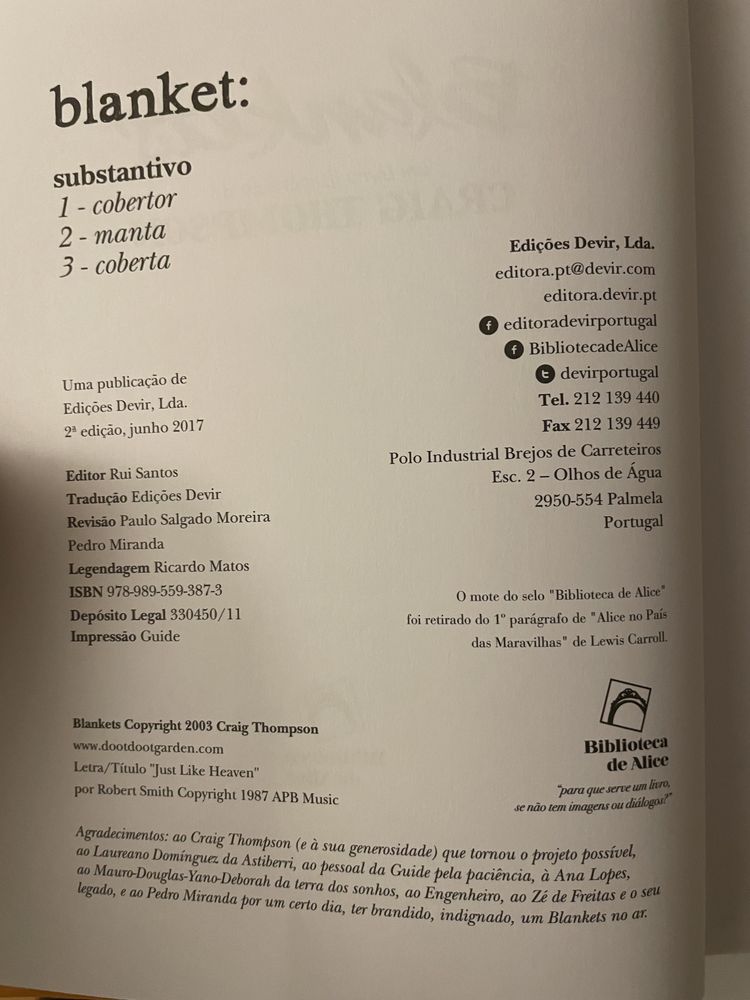 blanket:
substantivo
1 - cobertor
2 - manta
3 - coberta
Uma publicação de
Edições Devir, Lda.
2ª edição, junho 2017
Editor Rui Santos
Tradução Edições Devir
Revisão Paulo Salgado Moreira
Pedro Miranda
Legendagem Ricardo Matos
ISBN 978-989-559-387-3
Depósito Legal 330450/11
Impressão Guide
Edições Devir, Lda.
editora.pt@devir.com
editora.devir.pt
editoradevirportugal
BibliotecadeAlice
devirportugal
Tel. 212 139 440
Fax 212 139 449
Polo Industrial Brejos de Carreteiros
Esc. 2 – Olhos de Água
2950-554 Palmela
Portugal
O mote do selo "Biblioteca de Alice"
foi retirado do 1º parágrafo de "Alice no País
das Maravilhas" de Lewis Carroll.
Blankets Copyright 2003 Craig Thompson
www.dootdootgarden.com
Letra/Título "Just Like Heaven"
por Robert Smith Copyright 1987 APB Music
Biblioteca
de Alice
"para que serve um livro,
se não tem imagens ou diálogos?"
Agradecimentos: ao Craig Thompson (e à sua generosidade) que tornou o projeto possível,
ao Laureano Domínguez da Astiberri, ao pessoal da Guide pela paciência, à Ana Lopes,
ao Mauro-Douglas-Yano-Deborah da terra dos sonhos, ao Engenheiro, ao Zé de Freitas e o seu
legado, e ao Pedro Miranda por um certo dia, ter brandido, indignado, um Blankets no ar.